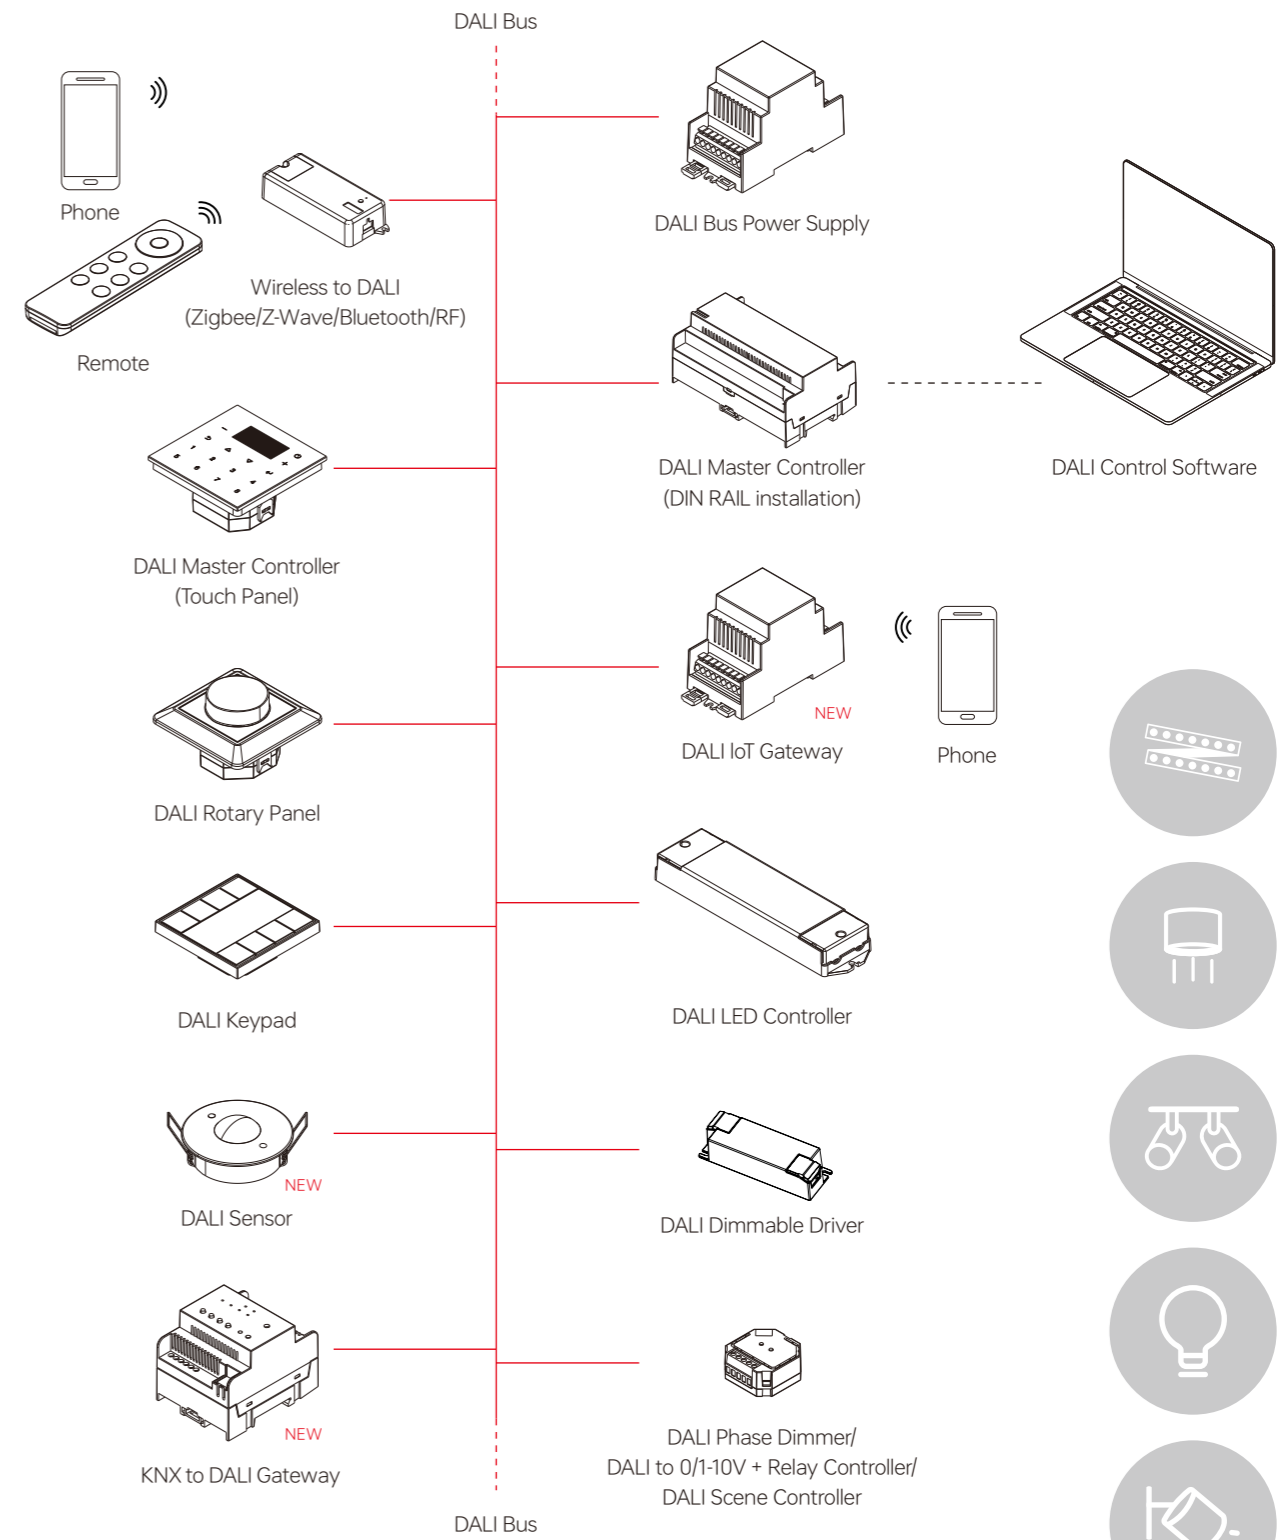 DALI Bus
Phone
DALI Bus Power Supply
Wireless to DALI
(Zigbee/Z-Wave/Bluetooth/RF)
Remote
DALI Master Controller
(DIN RAIL installation)
DALI Control Software
DALI Master Controller
(Touch Panel)
NEW
DALI IoT Gateway
Phone
DALI Rotary Panel
DALI Keypad
DALI LED Controller
NEW
DALI Sensor
DALI Dimmable Driver
NEW
KNX to DALI Gateway
DALI Phase Dimmer/
DALI to 0/1-10V + Relay Controller/
DALI Scene Controller
DALI Bus